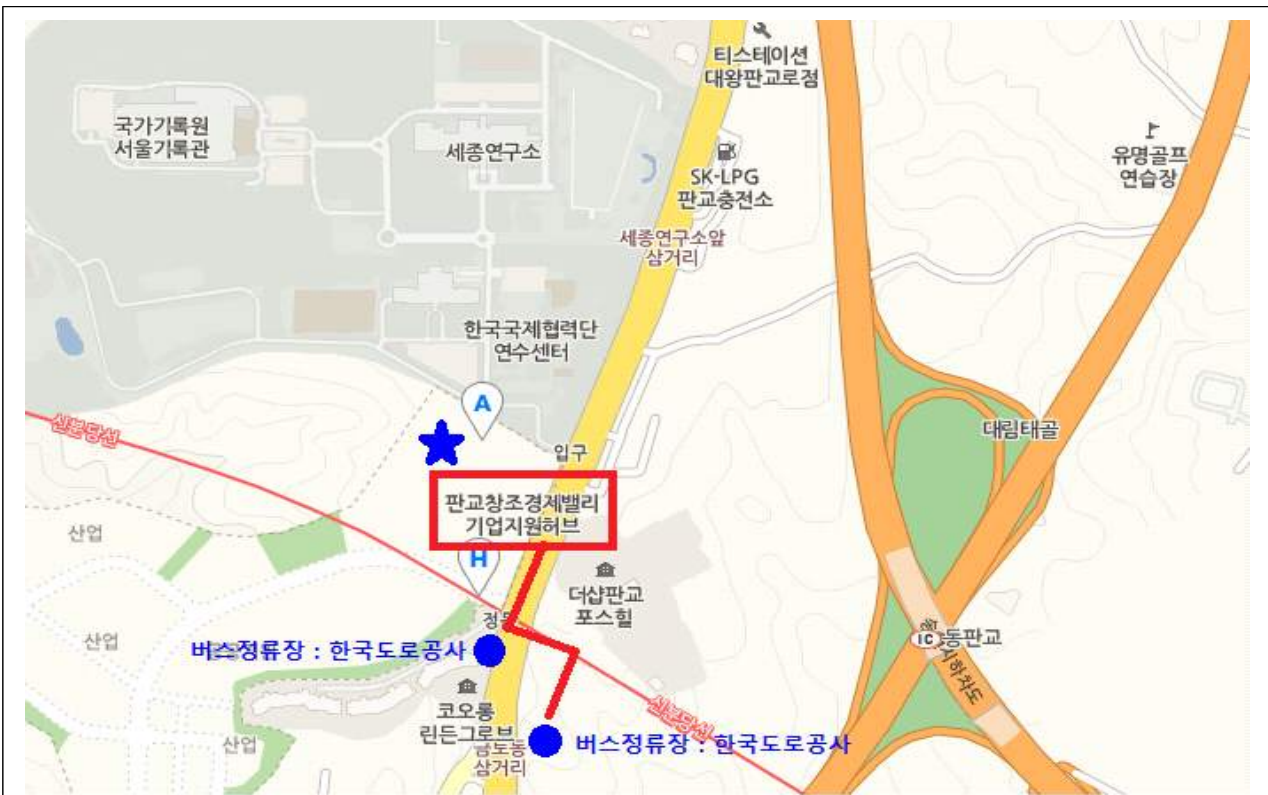 티스테이션
대왕판교로점
국가기록원
서울기록관
세종연구소
유명골프
연습장
SK-LPG
판교충전소
세종연구소앞
삼거리
한국국제협력단
연수센터
A
신분당선
대림태골
입구
판교창조경제밸리
기업지원허브
산업
H
더샵판교
포스힐
산업
버스정류장 : 한국도로공사
IC 동판교
코오롱
린든그로브
신분당선
산업
금토동
삼거리
버스정류장 : 한국도로공사